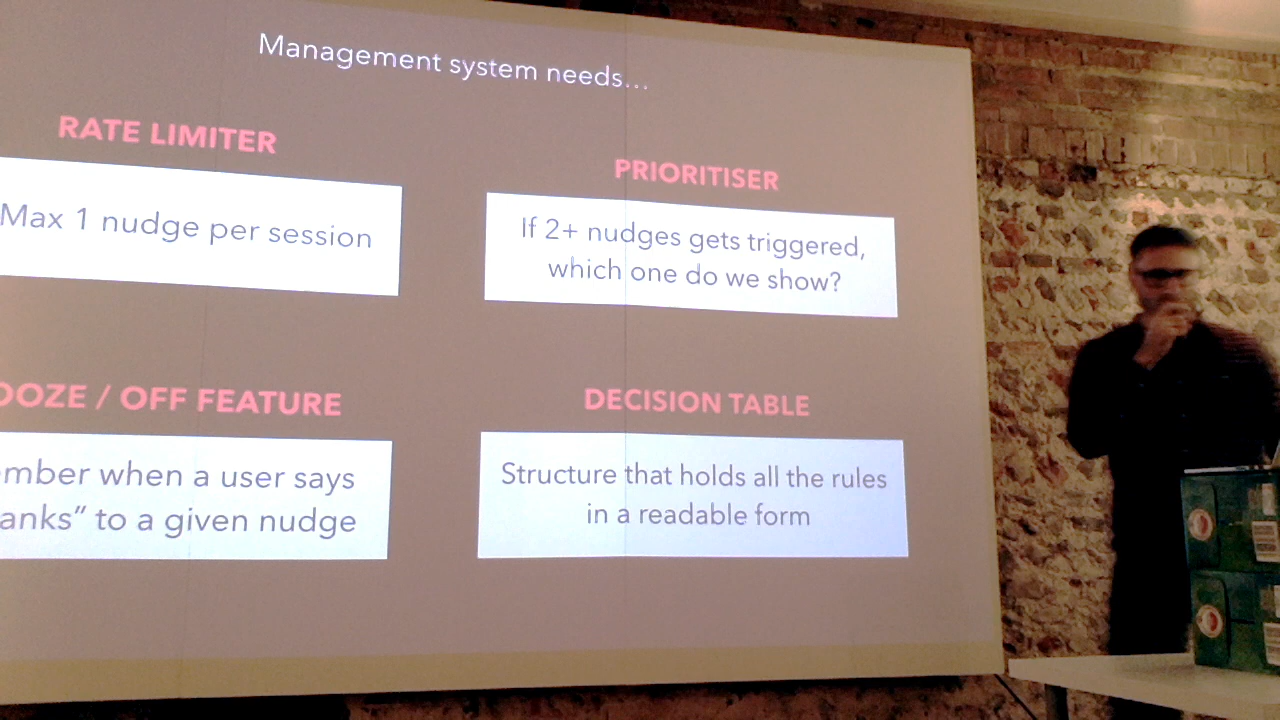 Management system needs...
RATE LIMITER
Max 1 nudge per session
PRIORITISER
If 2+ nudges gets triggered,
which one do we show?
OOZE / OFF FEATURE
mber when a user says
anks” to a given nudge
DECISION TABLE
Structure that holds all the rules
in a readable form